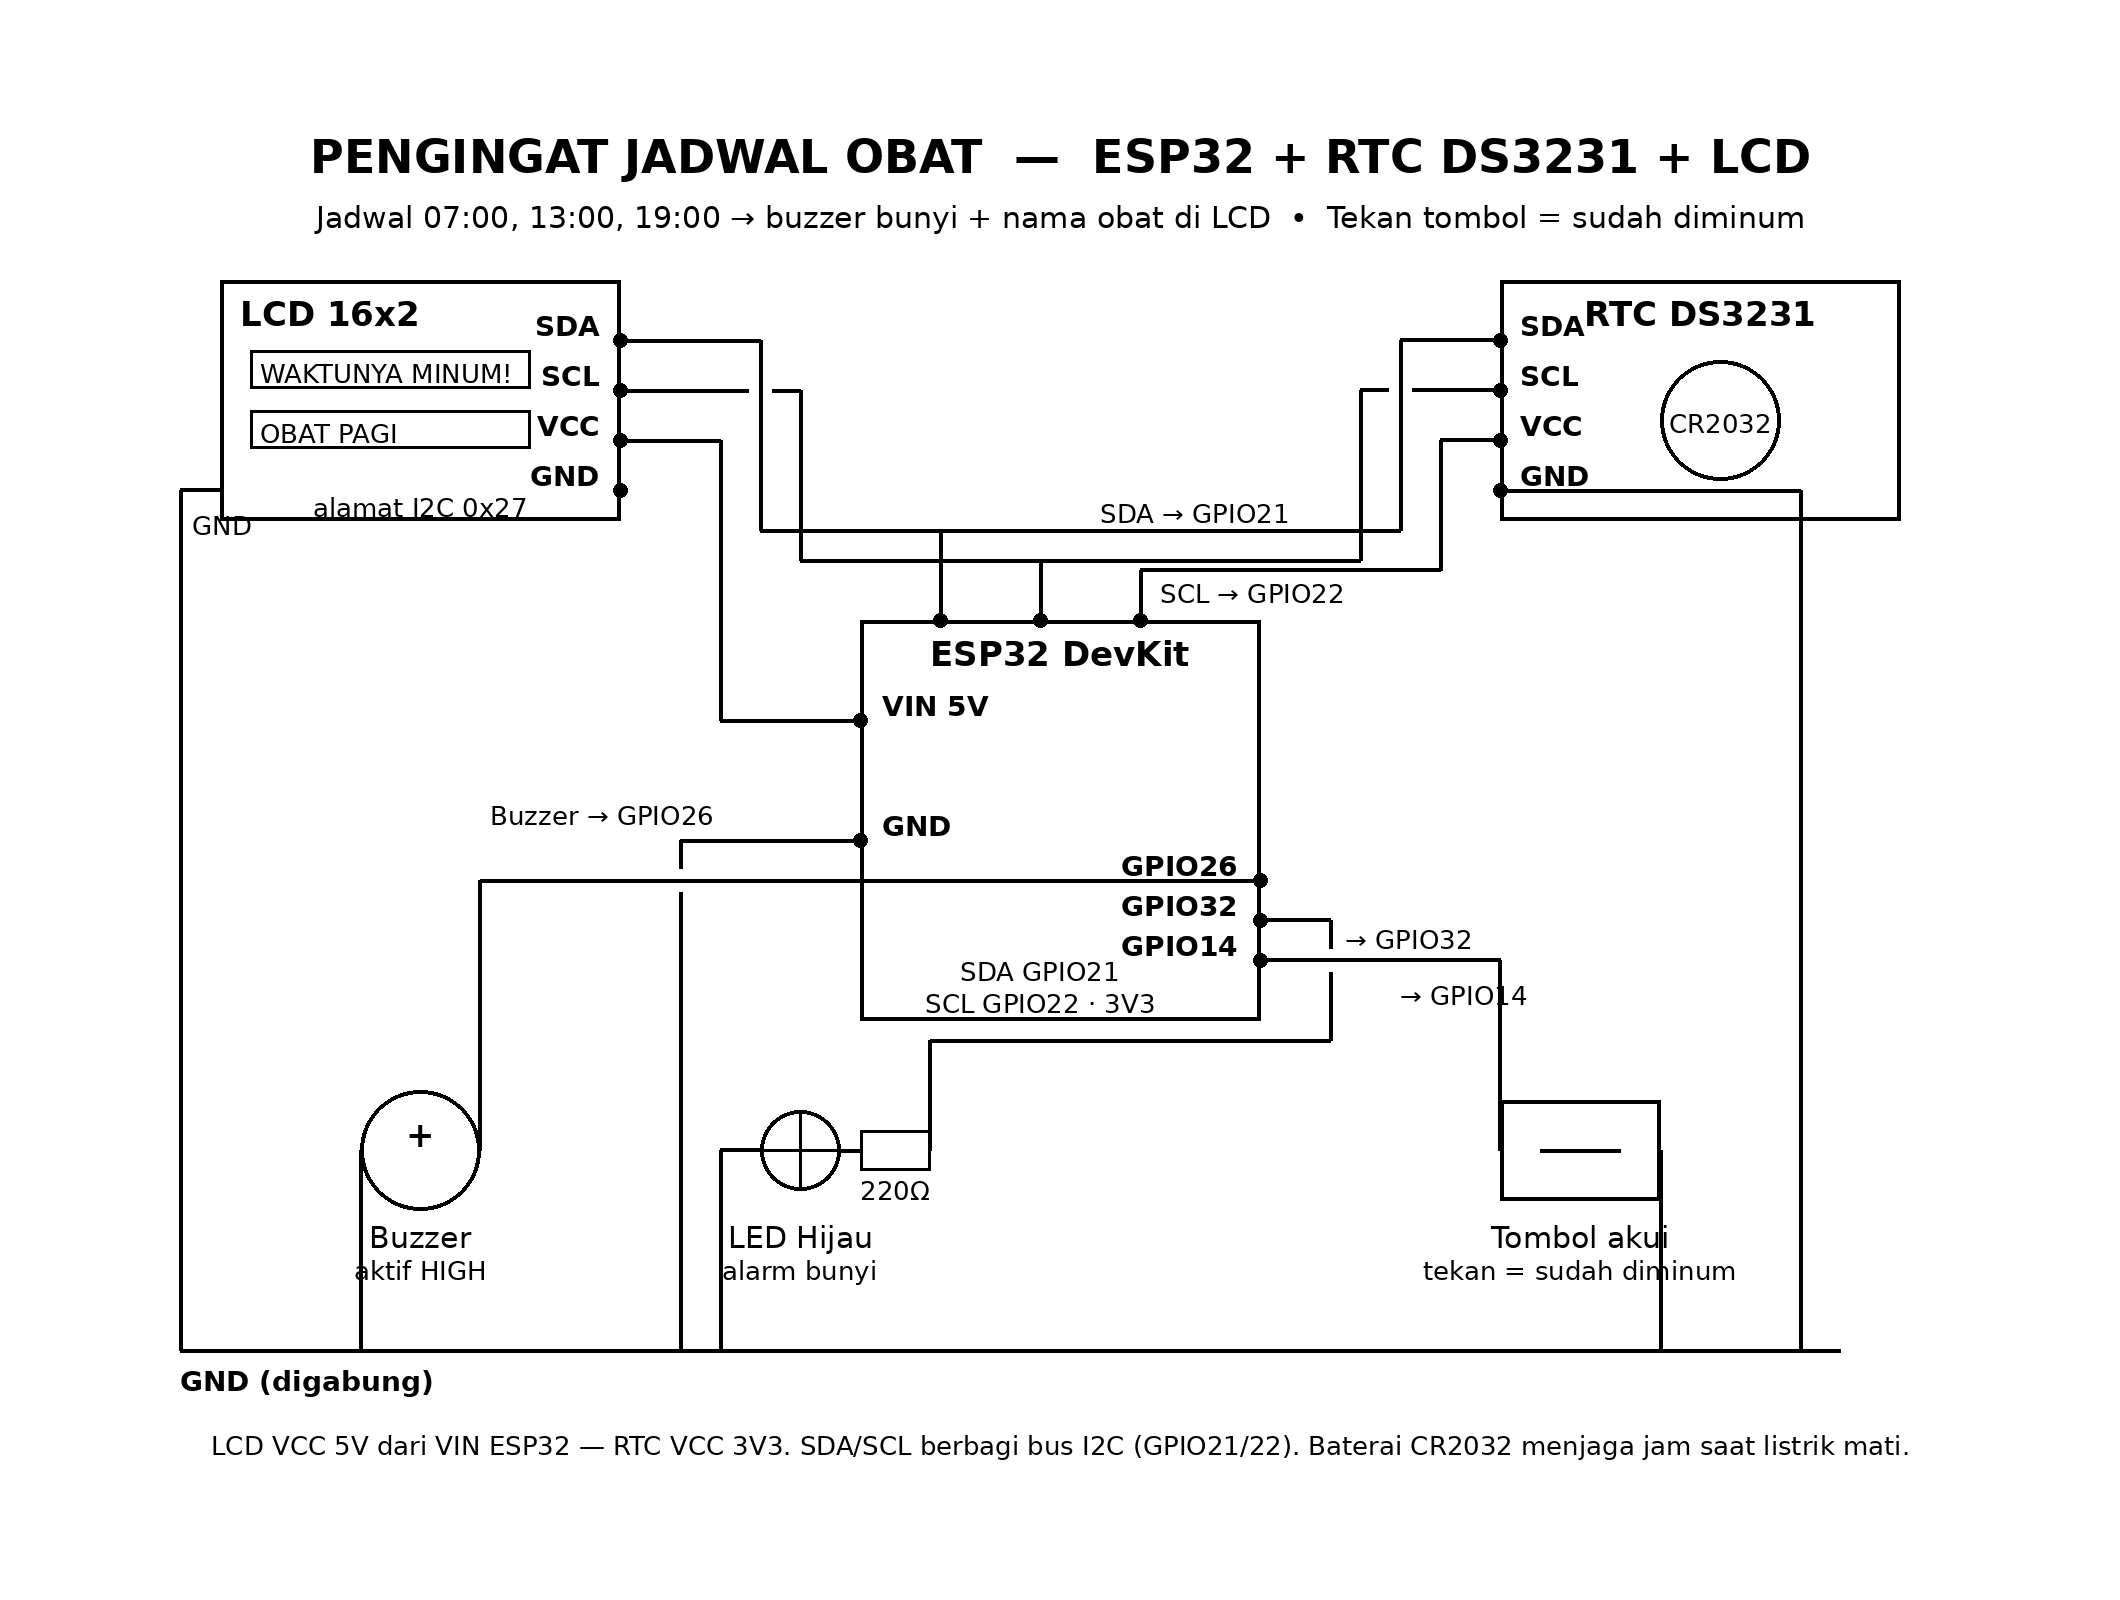 PENGINGAT JADWAL OBAT — ESP32 + RTC DS3231 + LCD
Jadwal 07:00, 13:00, 19:00 → buzzer bunyi + nama obat di LCD • Tekan tombol = sudah diminum
LCD 16x2
SDA
WAKTUNYA MINUM!
SCL
OBAT PAGI
VCC
GND
alamat I2C 0x27
GND
SDA
RTC DS3231
SCL
CR2032
VCC
GND
SDA → GPIO21
SCL → GPIO22
ESP32 DevKit
VIN 5V
Buzzer → GPIO26
GND
GPIO26
GPIO32
GPIO14
→ GPIO32
→ GPIO14
SDA GPIO21
SCL GPIO22 · 3V3
+
Buzzer
aktif HIGH
220Ω
LED Hijau
alarm bunyi
Tombol akui
tekan = sudah diminum
GND (digabung)
LCD VCC 5V dari VIN ESP32 — RTC VCC 3V3. SDA/SCL berbagi bus I2C (GPIO21/22). Baterai CR2032 menjaga jam saat listrik mati.